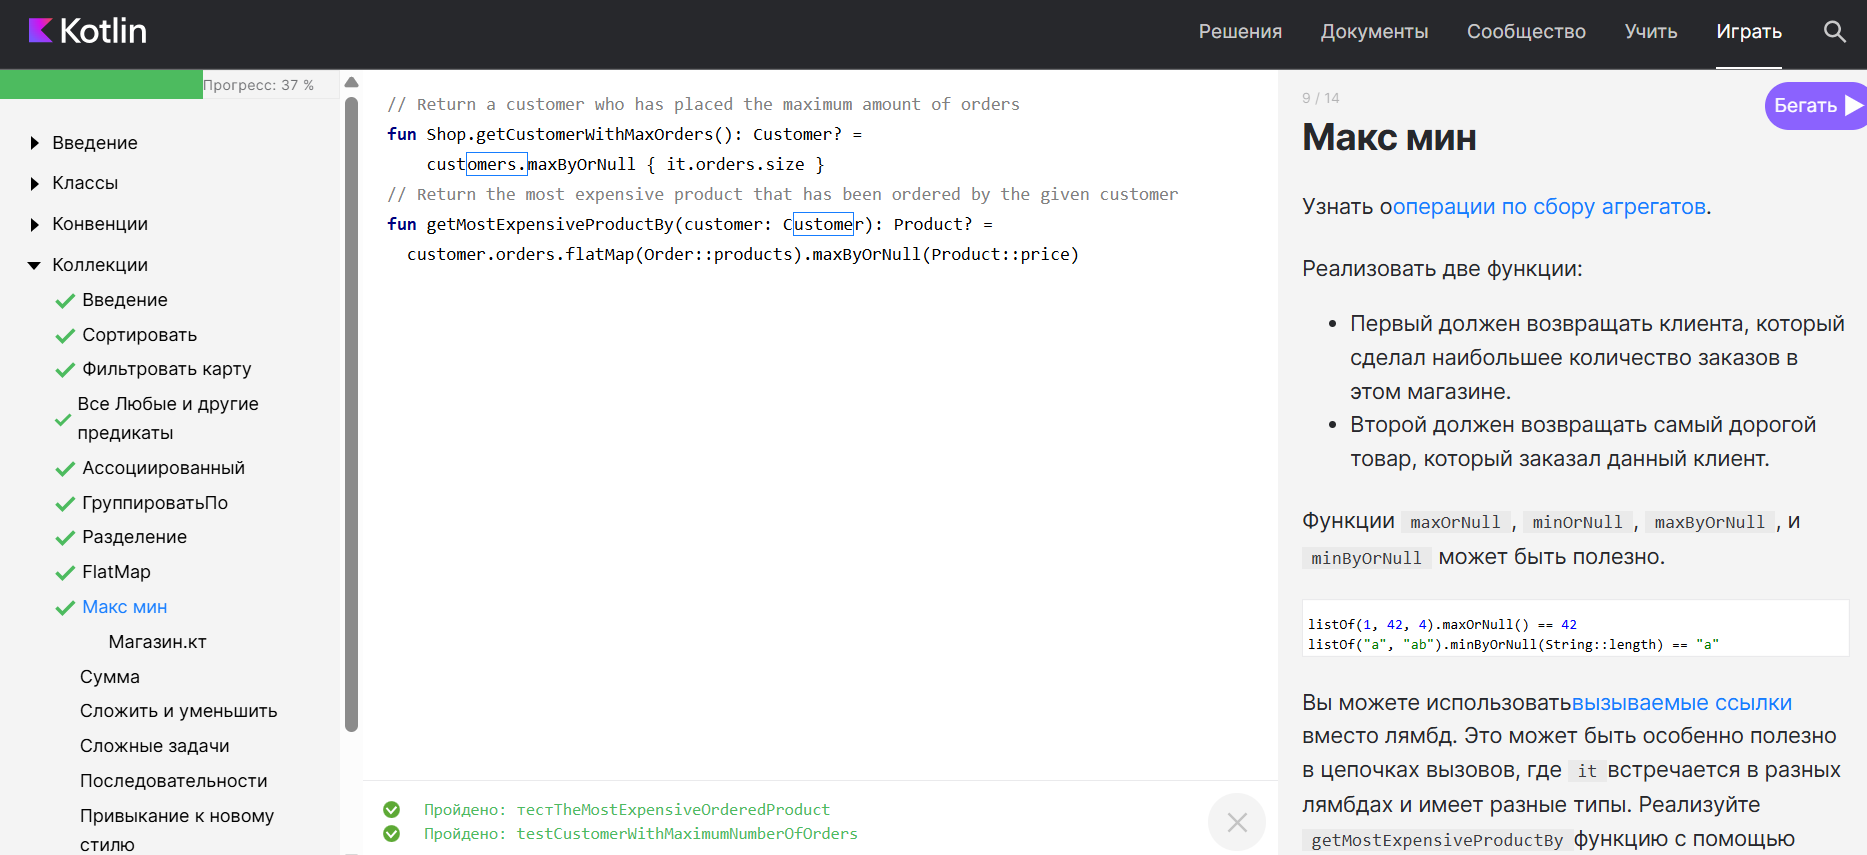 Kotlin
Решения
Документы
Сообщество
Учить
Играть
Прогресс: 37 %
Введение
Классы
Конвенции
Коллекции
Введение
Сортировать
Фильтровать карту
Все Любые и другие
предикаты
Ассоциированный
ГруппироватьПо
Разделение
FlatMap
Макс мин
Магазин.кт
Сумма
Сложить и уменьшить
Сложные задачи
Последовательности
Привыкание к новому
стилю
// Return a customer who has placed the maximum amount of orders
fun Shop.getCustomerWithMaxOrders(): Customer? =
customers.maxByOrNull { it.orders.size }
// Return the most expensive product that has been ordered by the given customer
fun getMostExpensiveProductBy(customer: Customer): Product? =
customer.orders.flatMap(Order::products).maxByOrNull(Product::price)
Пройдено: тестTheMostExpensiveOrderedProduct
Пройдено: testCustomerWithMaximumNumberOfOrders
9 / 14
Бегать
Макс мин
Узнать ооперации по сбору агрегатов.
Реализовать две функции:
• Первый должен возвращать клиента, который
сделал наибольшее количество заказов в
этом магазине.
• Второй должен возвращать самый дорогой
товар, который заказал данный клиент.
Функции maxOrNull , minOrNull , maxByOrNull , и
minByOrNull может быть полезно.
listOf(1, 42, 4).maxOrNull() == 42
listOf("a", "ab").minByOrNull(String::length) == "a"
Вы можете использоватьвызываемые ссылки
вместо лямбд. Это может быть особенно полезно
в цепочках вызовов, где it встречается в разных
лямбдах и имеет разные типы. Реализуйте
getMostExpensiveProductBy функцию с помощью